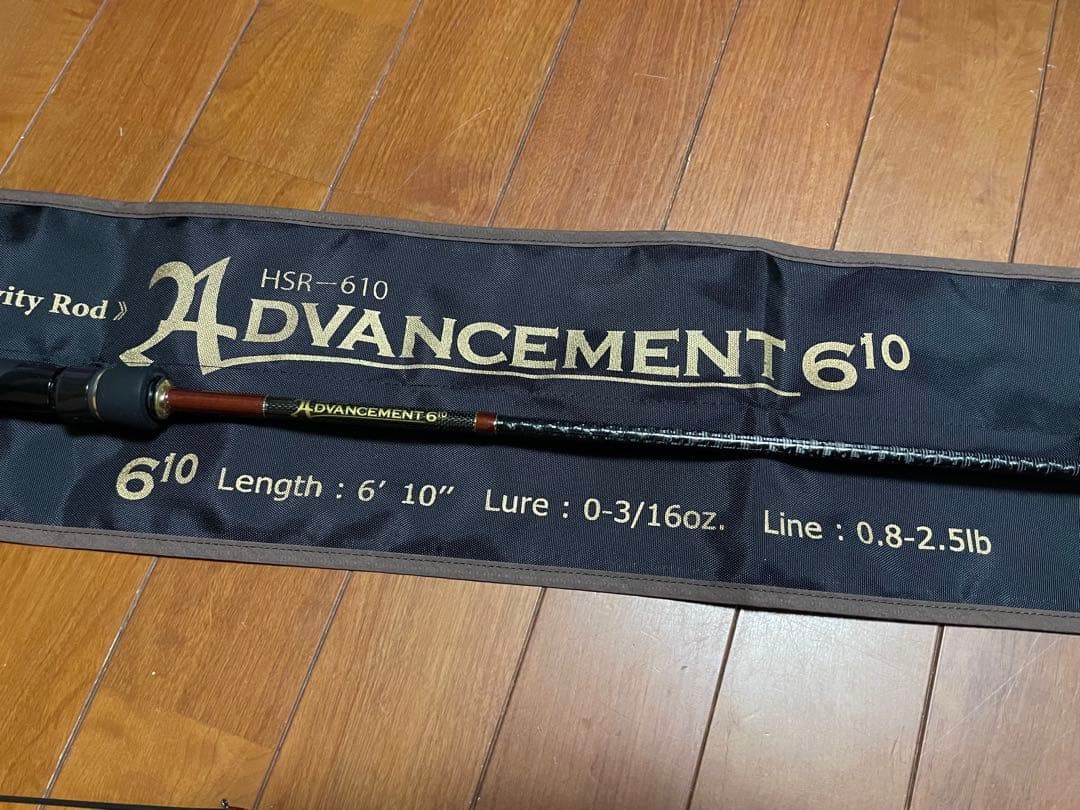 HSR-610
vity Rod》 ADVANCEMENT 6¹⁰
ADVANCEMENT 6¹⁰
6¹⁰ Length : 6' 10" Lure : 0-3/16oz. Line : 0.8-2.5lb